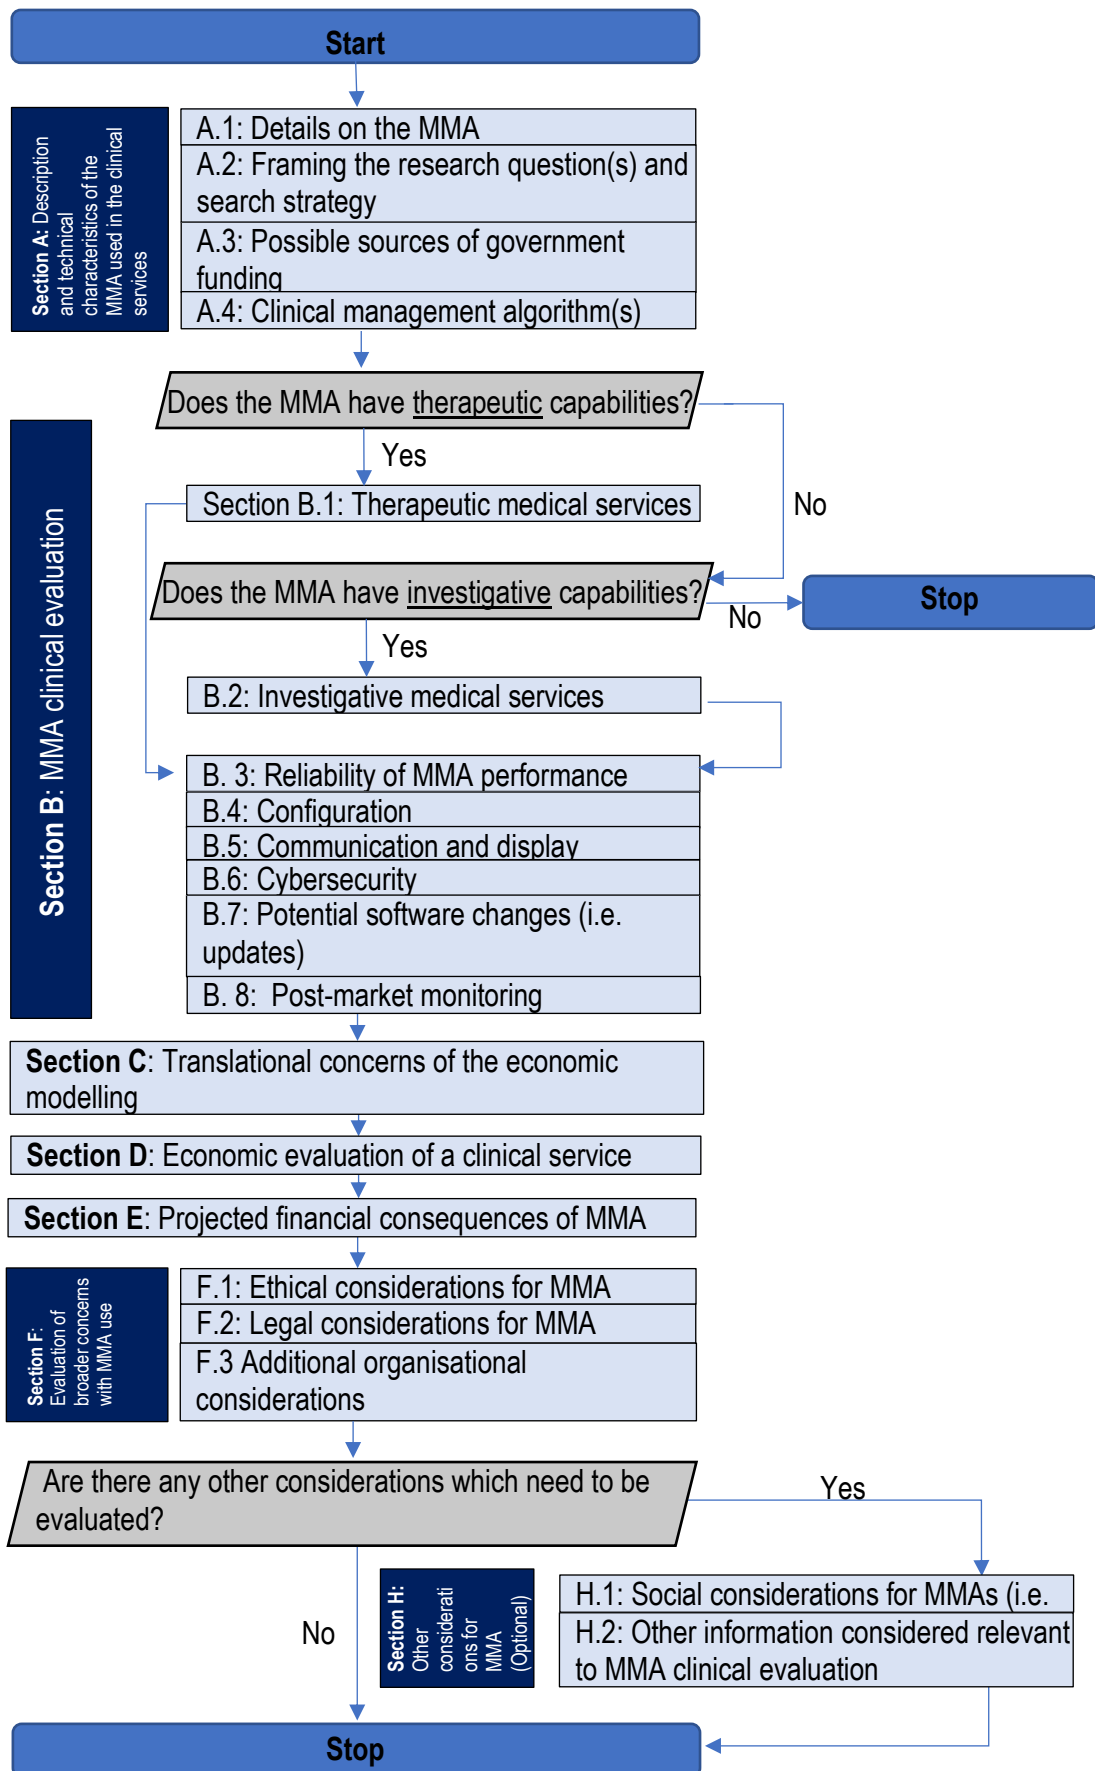 Start
Section A: Description
and technical
characteristics of the
MMA used in the clinical
services
A.1: Details on the MMA
A.2: Framing the research question(s) and
search strategy
A.3: Possible sources of government
funding
A.4: Clinical management algorithm(s)
Does the MMA have therapeutic capabilities?
Yes
No
Section B: MMA clinical evaluation
Section B.1: Therapeutic medical services
Does the MMA have investigative capabilities?
No
Stop
Yes
B.2: Investigative medical services
B. 3: Reliability of MMA performance
B.4: Configuration
B.5: Communication and display
B.6: Cybersecurity
B.7: Potential software changes (i.e.
updates)
B. 8:  Post-market monitoring
Section C: Translational concerns of the economic
modelling
Section D: Economic evaluation of a clinical service
Section E: Projected financial consequences of MMA
Section F:
Evaluation of
broader concerns
with MMA use
F.1: Ethical considerations for MMA
F.2: Legal considerations for MMA
F.3 Additional organisational
considerations
Are there any other considerations which need to be
evaluated?
Yes
No
Section H:
Other
considerati
ons for
MMA
(Optional)
H.1: Social considerations for MMAs (i.e.
H.2: Other information considered relevant
to MMA clinical evaluation
Stop